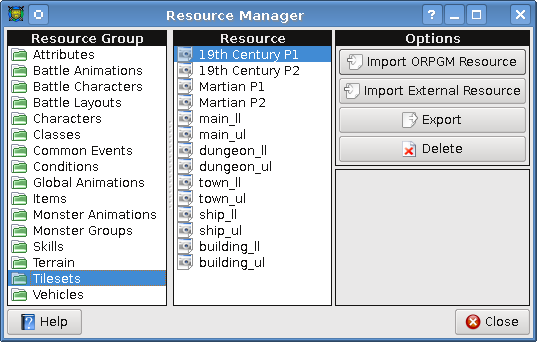 Resource Manager
?
Resource Group
Attributes
Battle Animations
Battle Characters
Battle Layouts
Characters
Classes
Common Events
Conditions
Global Animations
Items
Monster Animations
Monster Groups
Skills
Terrain
Tilesets
Vehicles
Resource
19th Century P1
19th Century P2
Martian P1
Martian P2
main_ll
main_ul
dungeon_ll
dungeon_ul
town_ll
town_ul
ship_ll
ship_ul
building_ll
building_ul
Options
Import ORPGM Resource
Import External Resource
Export
Delete
? Help
Close